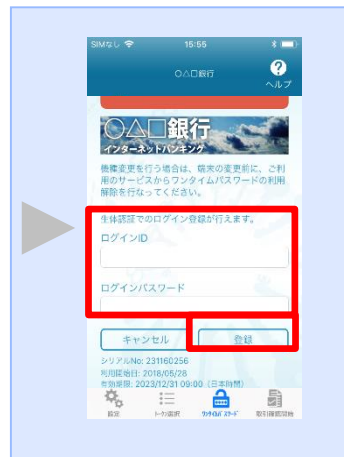 SIMなし 15:55
○△□銀行
?
ヘルプ
○△□銀行
インターネットバンキング
機種変更を行う場合は、端末の変更前に、ご利
用のサービスからワンタイムパスワードの利用
解除を行なってください。
生体認証でのログイン登録が行えます。
ログインID
ログインパスワード
キャンセル 登録
シリアルNo: 231160256
利用開始日: 2018/05/28
有効期限: 2023/12/31 09:00 (日本時間)
設定 トークン選択 ワンタイムパスワード 取引確認開始